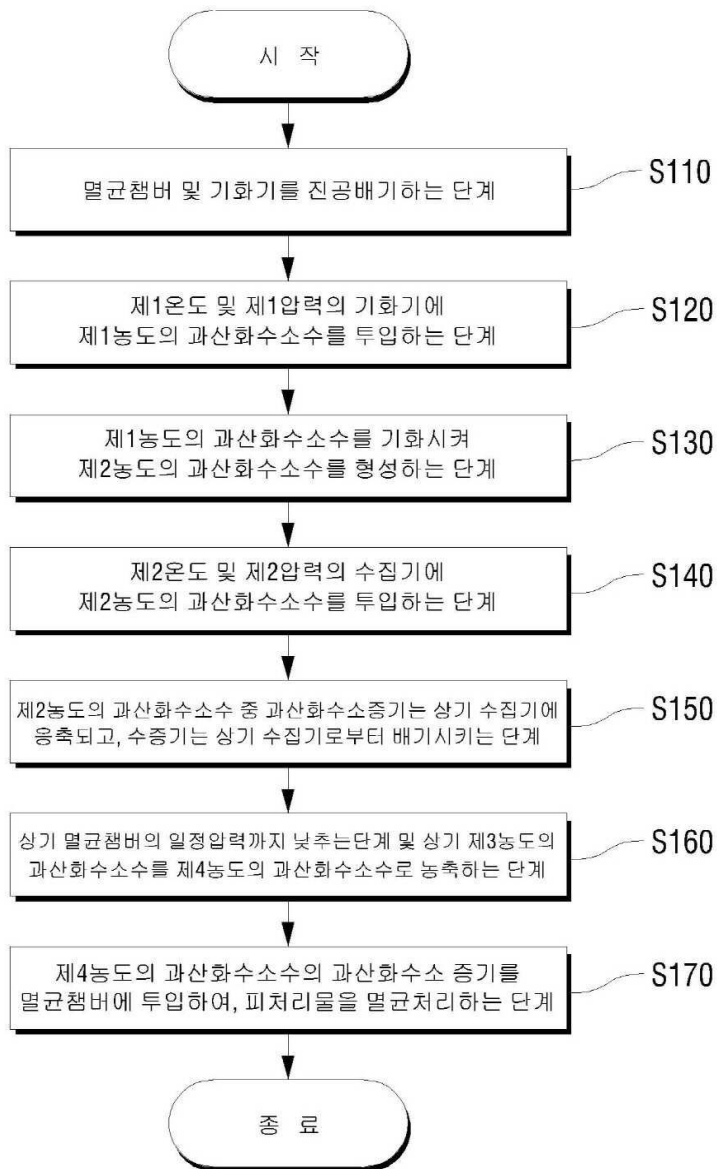 시 작
멸균챔버 및 기화기를 진공배기하는 단계
S110
제1온도 및 제1압력의 기화기에
제1농도의 과산화수소수를 투입하는 단계
S120
제1농도의 과산화수소수를 기화시켜
제2농도의 과산화수소수를 형성하는 단계
S130
제2온도 및 제2압력의 수집기에
제2농도의 과산화수소수를 투입하는 단계
S140
제2농도의 과산화수소수 중 과산화수소증기는 상기 수집기에
응축되고, 수증기는 상기 수집기로부터 배기시키는 단계
S150
상기 멸균챔버의 일정압력까지 낮추는단계 및 상기 제3농도의
과산화수소수를 제4농도의 과산화수소수로 농축하는 단계
S160
제4농도의 과산화수소수의 과산화수소 증기를
멸균챔버에 투입하여, 피처리물을 멸균처리하는 단계
S170
종 료